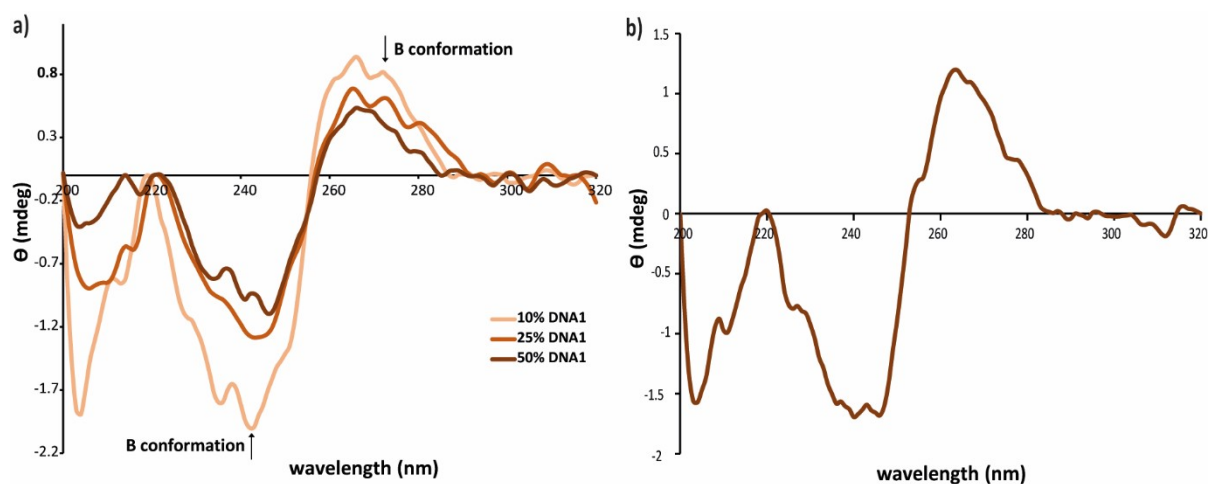 a)
B conformation
0.8
0.3
200 220 240 260 280 300 320
-0.2
-0.7
-1.2
-1.7
-2.2
Θ (mdeg)
10% DNA1
25% DNA1
50% DNA1
B conformation
wavelength (nm)
b)
1.5
1
0.5
0
200 220 240 260 280 300 320
-0.5
-1
-1.5
-2
Θ (mdeg)
wavelength (nm)